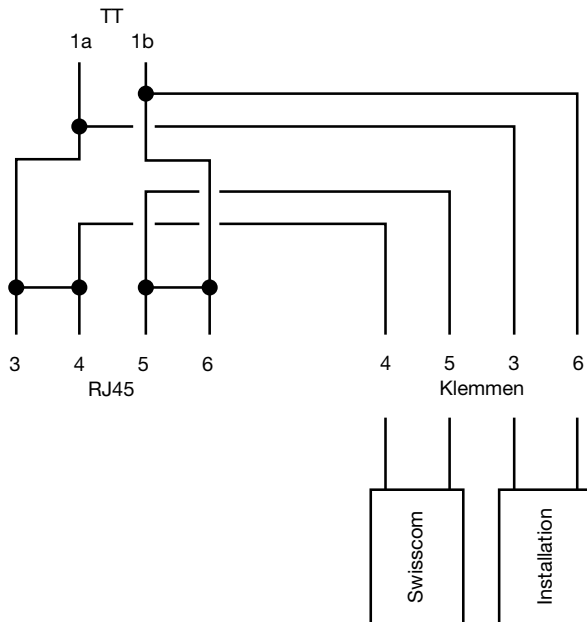 TT
1a 1b
3 4 5 6
RJ45
4 5 3 6
Klemmen
Swisscom
Installation